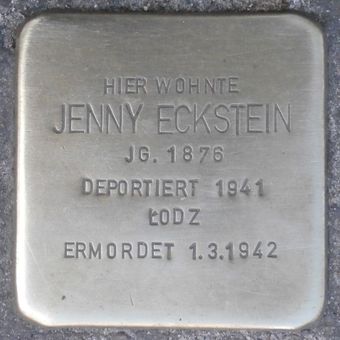 HIER WOHNTE
JENNY ECKSTEIN
JG. 1876
DEPORTIERT 1941
ŁODZ
ERMORDET 1.3.1942